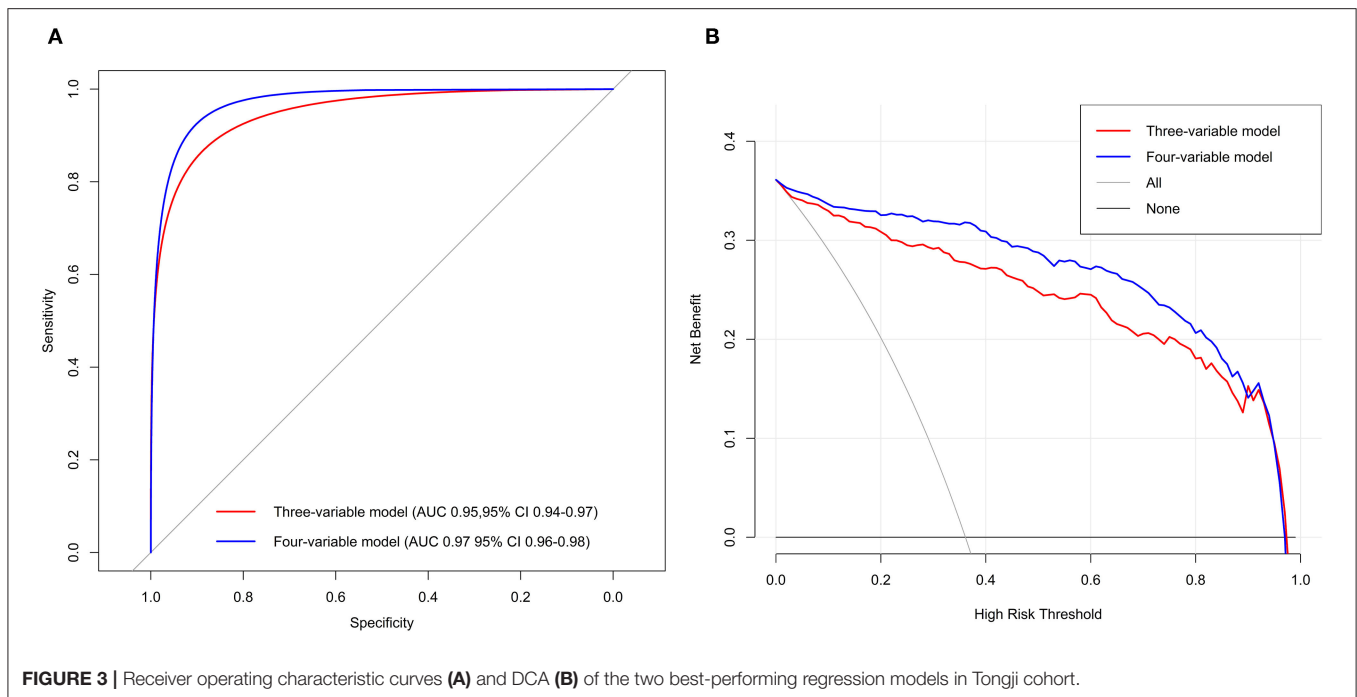 A
1.0
0.8
0.6
0.4
0.2
0.0
Sensitivity
Three-variable model (AUC 0.95,95% CI 0.94-0.97)
Four-variable model (AUC 0.97 95% CI 0.96-0.98)
1.0 0.8 0.6 0.4 0.2 0.0
Specificity
B
Three-variable model
Four-variable model
All
None
0.4
0.3
0.2
0.1
0.0
Net Benefit
0.0 0.2 0.4 0.6 0.8 1.0
High Risk Threshold
FIGURE 3 | Receiver operating characteristic curves (A) and DCA (B) of the two best-performing regression models in Tongji cohort.